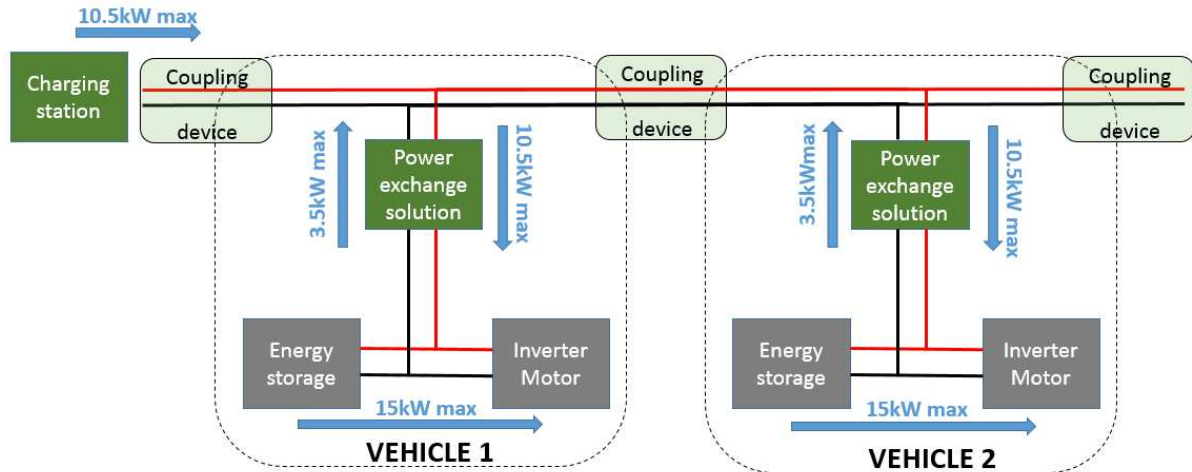 10.5kW max
Charging
station
Coupling
device
Coupling
device
Coupling
device
3.5kW max
Power
exchange
solution
10.5kW max
3.5kWmax
Power
exchange
solution
10.5kW max
Energy
storage
Inverter
Motor
Energy
storage
Inverter
Motor
15kW max
15kW max
VEHICLE 1
VEHICLE 2